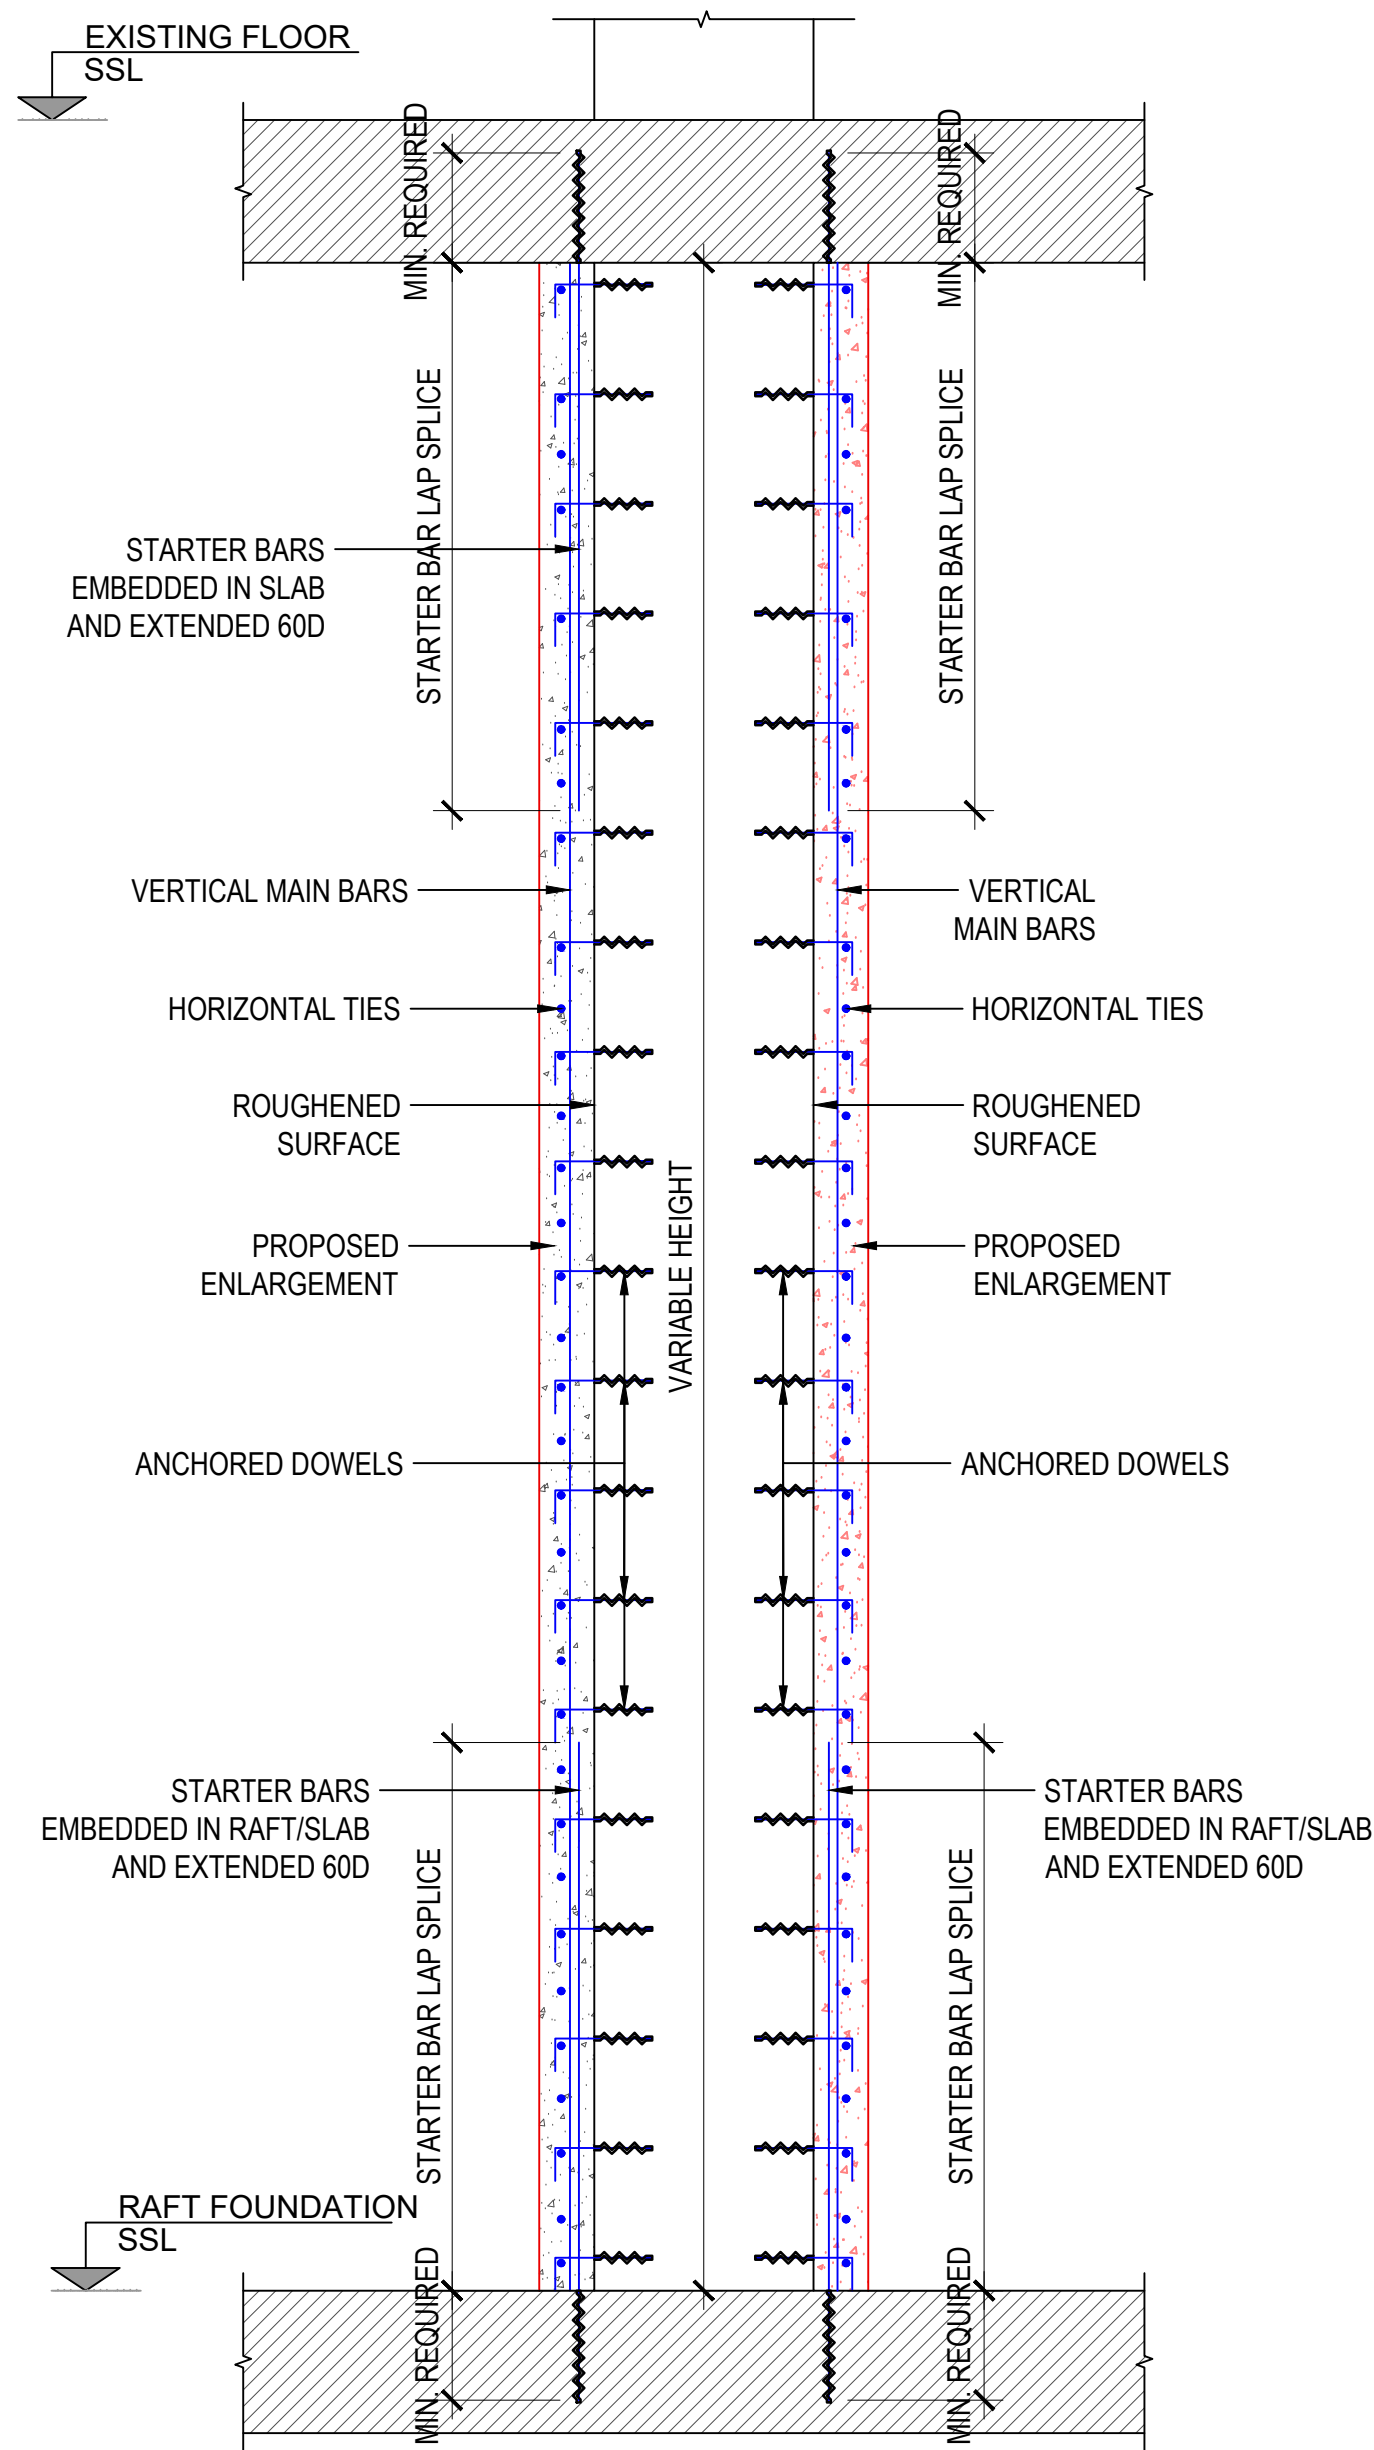 EXISTING FLOOR
SSL
MIN. REQUIRED
MIN. REQUIRED
STARTER BAR LAP SPLICE
STARTER BAR LAP SPLICE
STARTER BARS
EMBEDDED IN SLAB
AND EXTENDED 60D
VERTICAL MAIN BARS
VERTICAL
MAIN BARS
HORIZONTAL TIES
HORIZONTAL TIES
ROUGHENED
SURFACE
ROUGHENED
SURFACE
VARIABLE HEIGHT
PROPOSED
ENLARGEMENT
PROPOSED
ENLARGEMENT
ANCHORED DOWELS
ANCHORED DOWELS
STARTER BARS
EMBEDDED IN RAFT/SLAB
AND EXTENDED 60D
STARTER BARS
EMBEDDED IN RAFT/SLAB
AND EXTENDED 60D
STARTER BAR LAP SPLICE
STARTER BAR LAP SPLICE
RAFT FOUNDATION
SSL
MIN. REQUIRED
MIN. REQUIRED